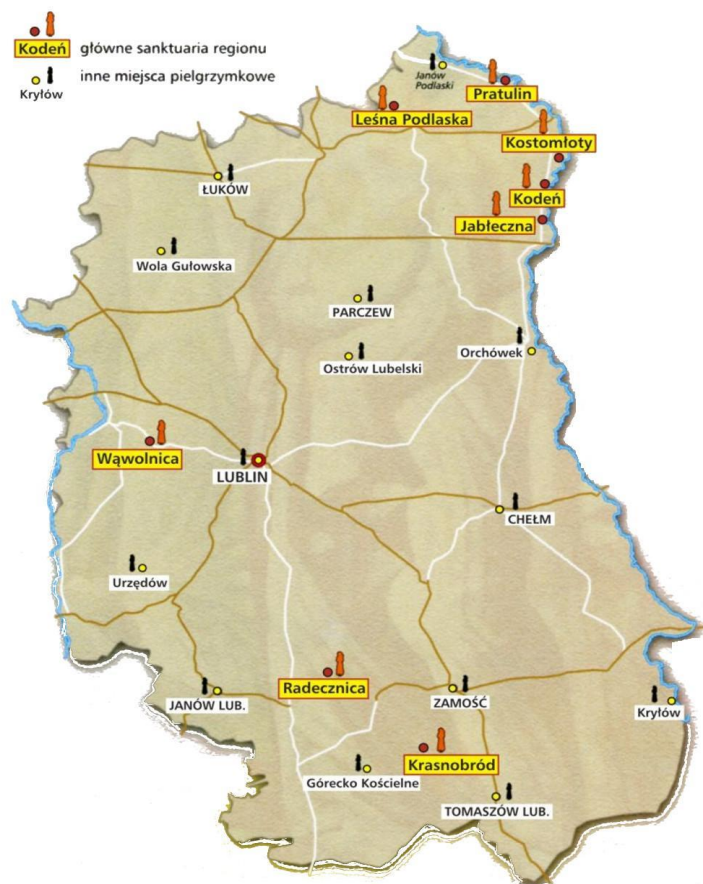 Kodeń główne sanktuaria regionu
Kryłów inne miejsca pielgrzymkowe
Janów
Podlaski
Pratulin
Leśna Podlaska
Kostomłoty
ŁUKÓW
Kodeń
Jabłeczna
Wola Gułowska
PARCZEW
Orchówek
Ostrów Lubelski
Wąwolnica
LUBLIN
CHEŁM
Urzędów
Radecznica
JANÓW LUB.
ZAMOŚĆ
Kryłów
Krasnobród
Górecko Kościelne
TOMASZÓW LUB.